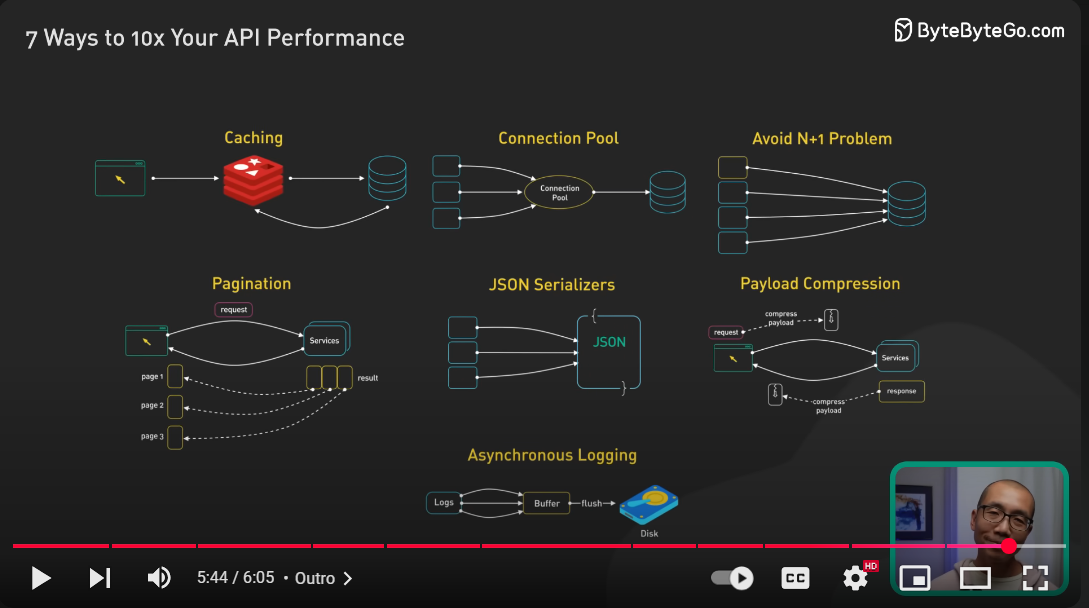 7 Ways to 10x Your API Performance
ByteByteGo.com
Caching
Connection Pool
Avoid N+1 Problem
Connection
Pool
Pagination
JSON Serializers
Payload Compression
request
Services
page 1
page 2
page 3
result
JSON
compress
payload
request
Services
response
compress
payload
Asynchronous Logging
Logs
Buffer
flush
Disk
5:44 / 6:05 • Outro
CC
HD